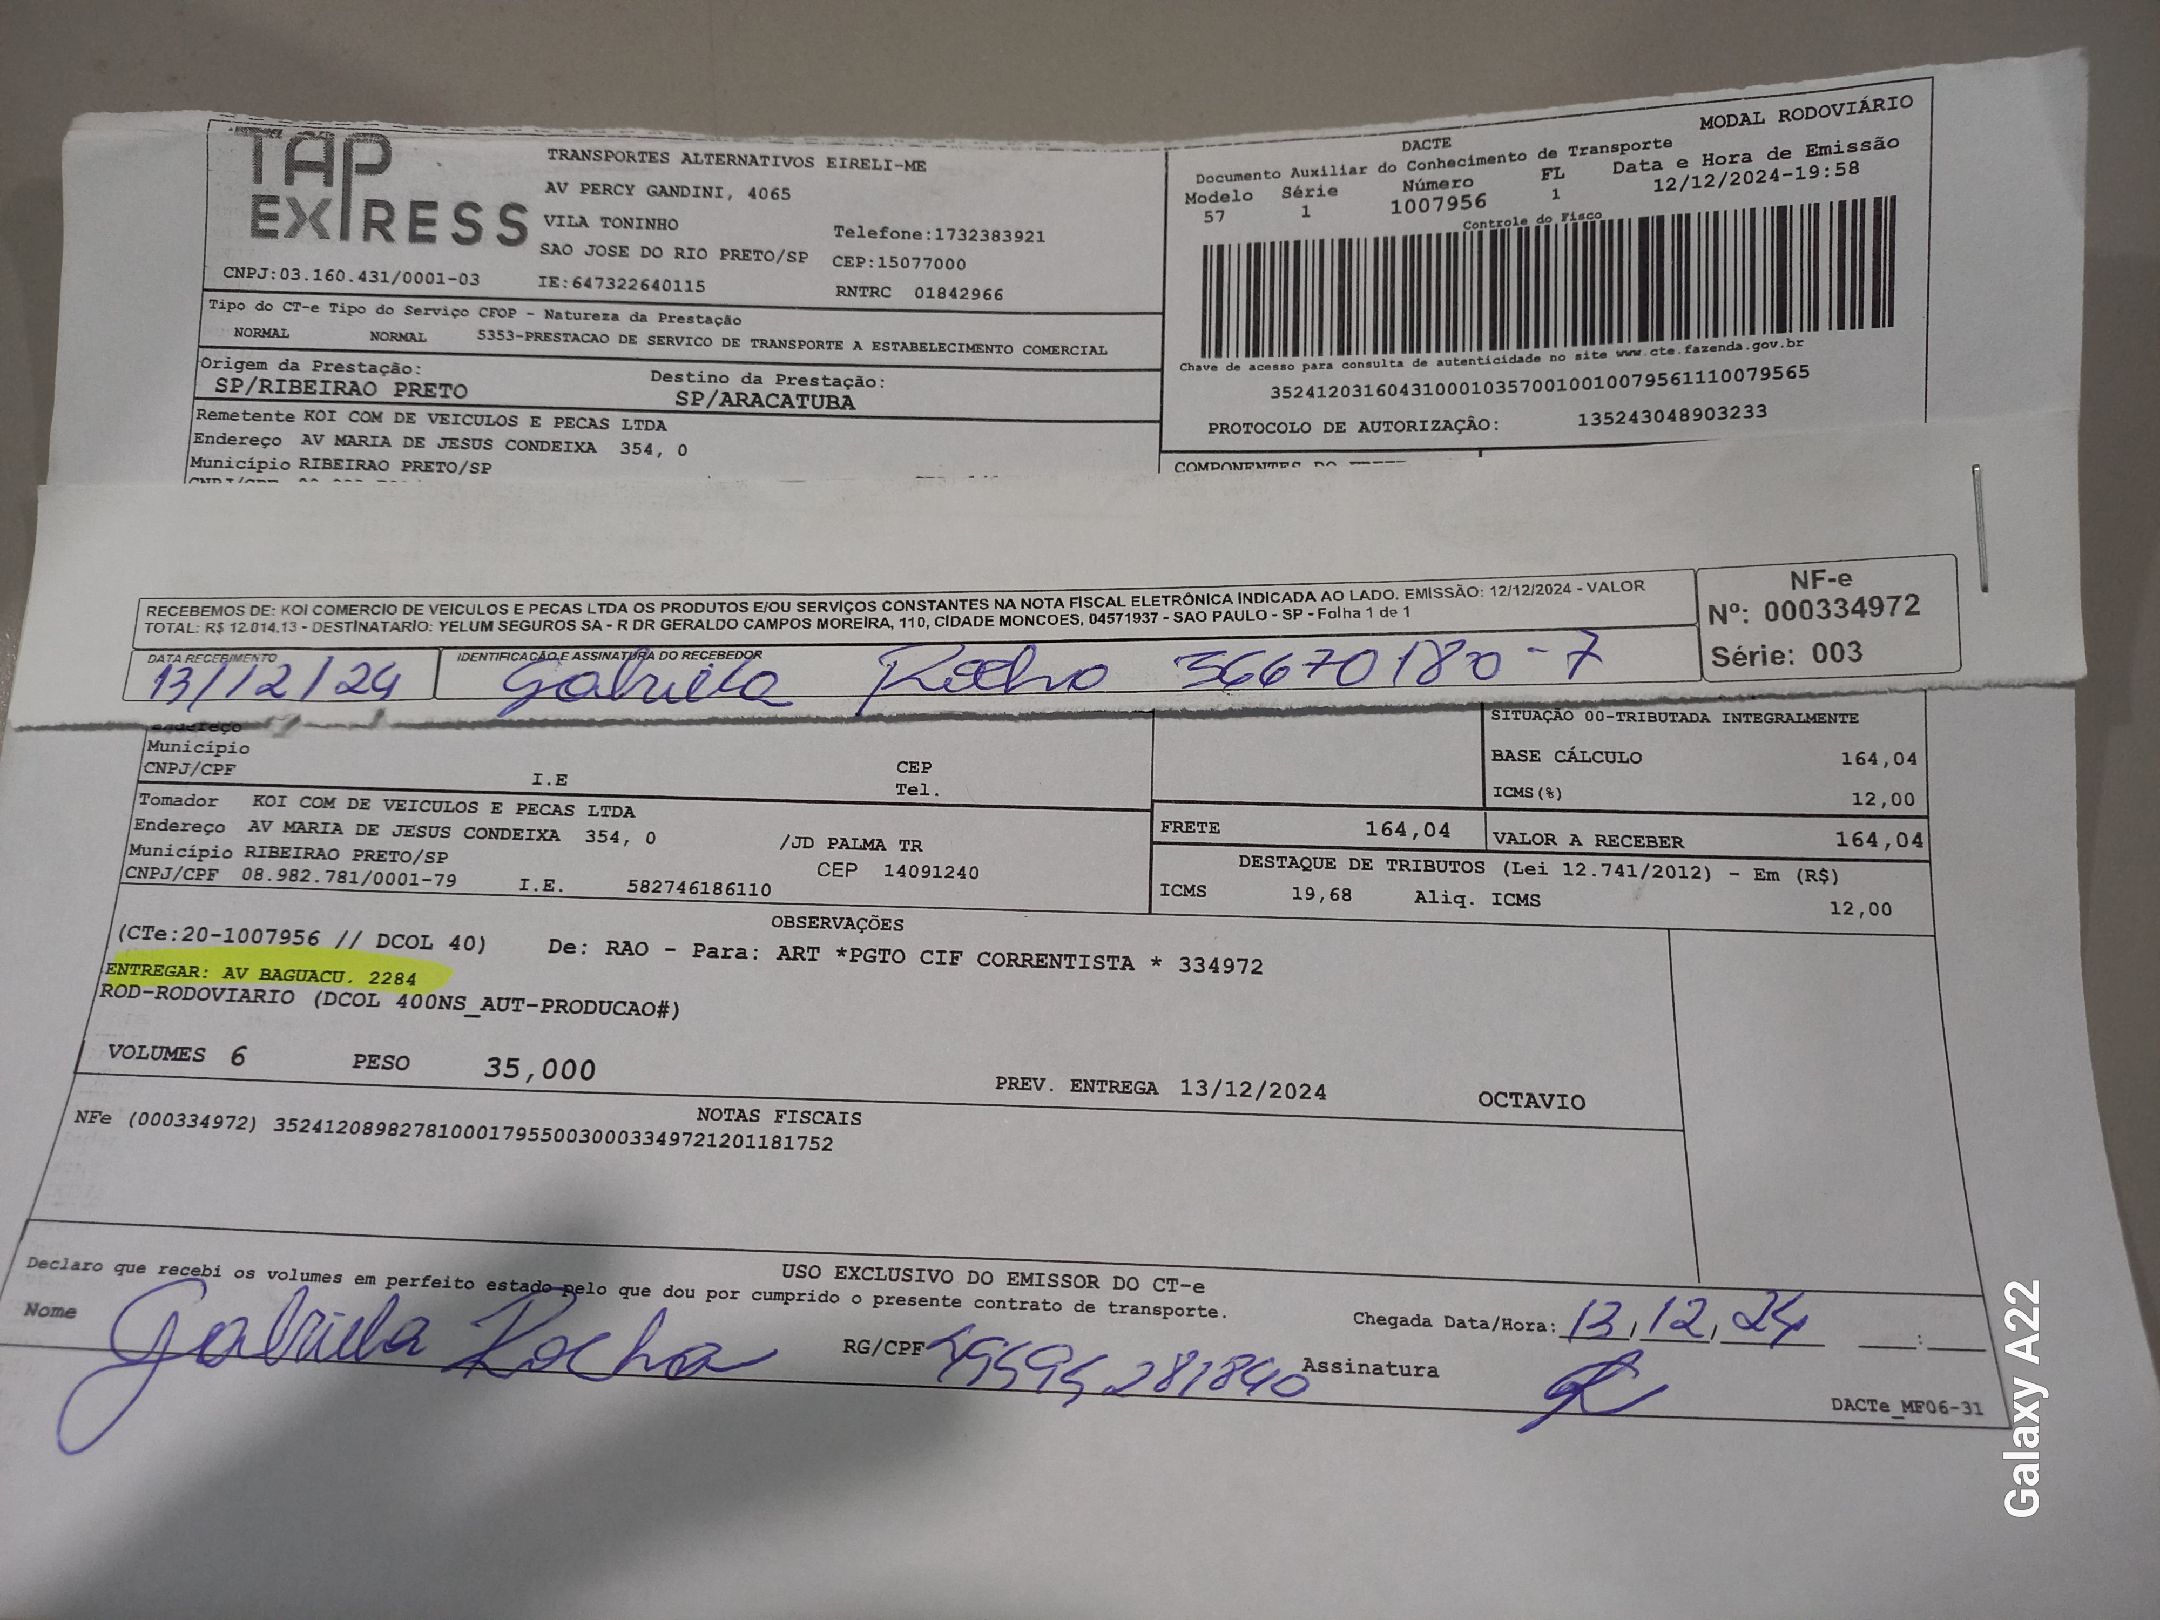 TAP EXPRESS
TRANSPORTES ALTERNATIVOS EIRELI-ME
AV PERCY GANDINI, 4065
VILA TONINHO
Telefone:1732383921
SAO JOSE DO RIO PRETO/SP CEP:15077000
CNPJ:03.160.431/0001-03 IE:647322640115 RNTRC 01842966
MODAL RODOVIÁRIO
DACTE
Documento Auxiliar do Conhecimento de Transporte
Modelo Série Número FL Data e Hora de Emissão
57 1 1007956 1 12/12/2024-19:58
Controle do Fisco
Chave de acesso para consulta de autenticidade no site www.cte.fazenda.gov.br
35241203160431000103570010010079561110079565
PROTOCOLO DE AUTORIZAÇÃO: 135243048903233
Tipo do CT-e Tipo do Serviço CFOP - Natureza da Prestação
NORMAL NORMAL 5353-PRESTACAO DE SERVICO DE TRANSPORTE A ESTABELECIMENTO COMERCIAL
Origem da Prestação: Destino da Prestação:
SP/RIBEIRAO PRETO SP/ARACATUBA
Remetente KOI COM DE VEICULOS E PECAS LTDA
Endereço AV MARIA DE JESUS CONDEIXA 354, 0
Município RIBEIRAO PRETO/SP
COMPONENTES DO
RECEBEMOS DE: KOI COMERCIO DE VEICULOS E PECAS LTDA OS PRODUTOS E/OU SERVIÇOS CONSTANTES NA NOTA FISCAL ELETRÔNICA INDICADA AO LADO. EMISSÃO: 12/12/2024 - VALOR
TOTAL: R$ 12.014,13 - DESTINATARIO: YELUM SEGUROS SA - R DR GERALDO CAMPOS MOREIRA, 110, CIDADE MONCOES, 04571937 - SAO PAULO - SP - Folha 1 de 1
NF-e
Nº: 000334972
Série: 003
DATA RECEBIMENTO IDENTIFICAÇÃO E ASSINATURA DO RECEBEDOR
13/12/24 Gabriela Rocha 36670180-7
Endereço
Município
CNPJ/CPF I.E CEP
Tel.
SITUAÇÃO 00-TRIBUTADA INTEGRALMENTE
BASE CÁLCULO 164,04
ICMS(%) 12,00
FRETE 164,04 VALOR A RECEBER 164,04
DESTAQUE DE TRIBUTOS (Lei 12.741/2012) - Em (R$)
ICMS 19,68 Aliq. ICMS 12,00
Tomador KOI COM DE VEICULOS E PECAS LTDA
Endereço AV MARIA DE JESUS CONDEIXA 354, 0 /JD PALMA TR
Município RIBEIRAO PRETO/SP CEP 14091240
CNPJ/CPF 08.982.781/0001-79 I.E. 582746186110
OBSERVAÇÕES
(CTe:20-1007956 // DCOL 40) De: RAO - Para: ART *PGTO CIF CORRENTISTA * 334972
ENTREGAR: AV BAGUACU. 2284
ROD-RODOVIARIO (DCOL 400NS_AUT-PRODUCAO#)
VOLUMES 6 PESO 35,000 PREV. ENTREGA 13/12/2024 OCTAVIO
NOTAS FISCAIS
NFe (000334972) 35241208982781000179550030003349721201181752
USO EXCLUSIVO DO EMISSOR DO CT-e
Declaro que recebi os volumes em perfeito estado pelo que dou por cumprido o presente contrato de transporte.
Nome Gabriela Rocha RG/CPF Assinatura
Chegada Data/Hora: 13, 12, 24 :
DACTe_MF06-31
Galaxy A22